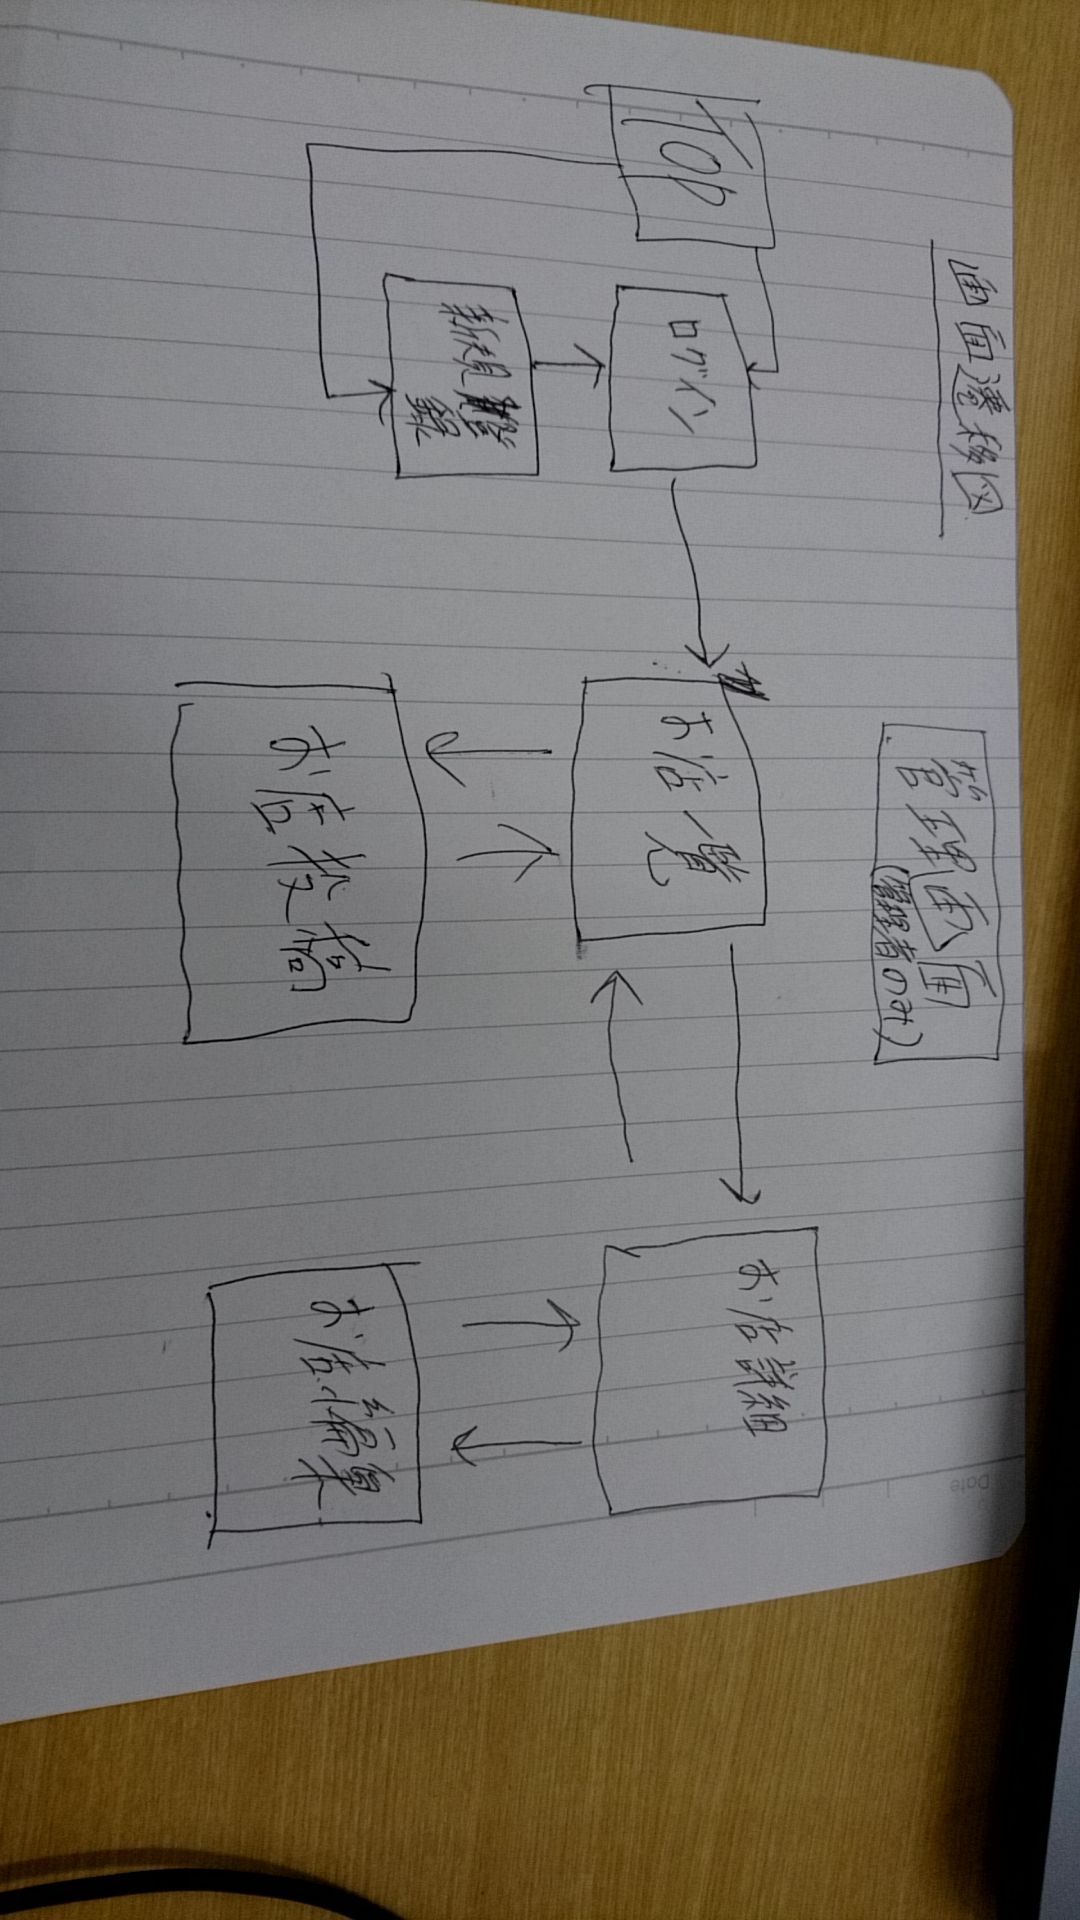 画面遷移図
管理画面
(管理者のみ)
Top
ログイン
お店一覧
お店詳細
新規登
録
お店投稿
お店編集
Date